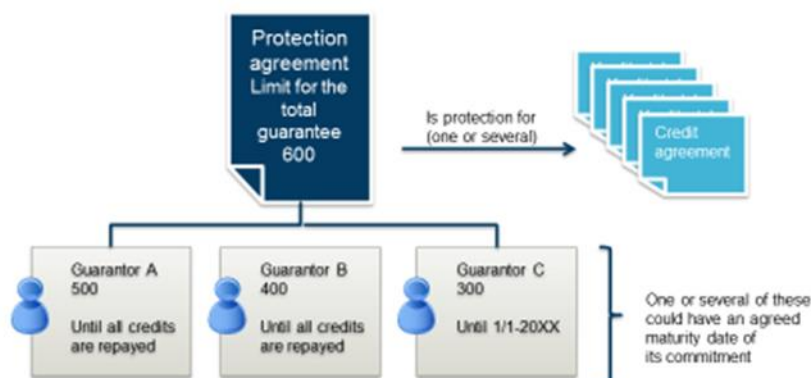 Protection
agreement
Limit for the
total
guarantee
600
Is protection for
(one or several)
Credit
agreement
Guarantor A
500
Until all credits
are repayed
Guarantor B
400
Until all credits
are repayed
Guarantor C
300
Until 1/1-20XX
One or several of these
could have an agreed
maturity date of
its commitment